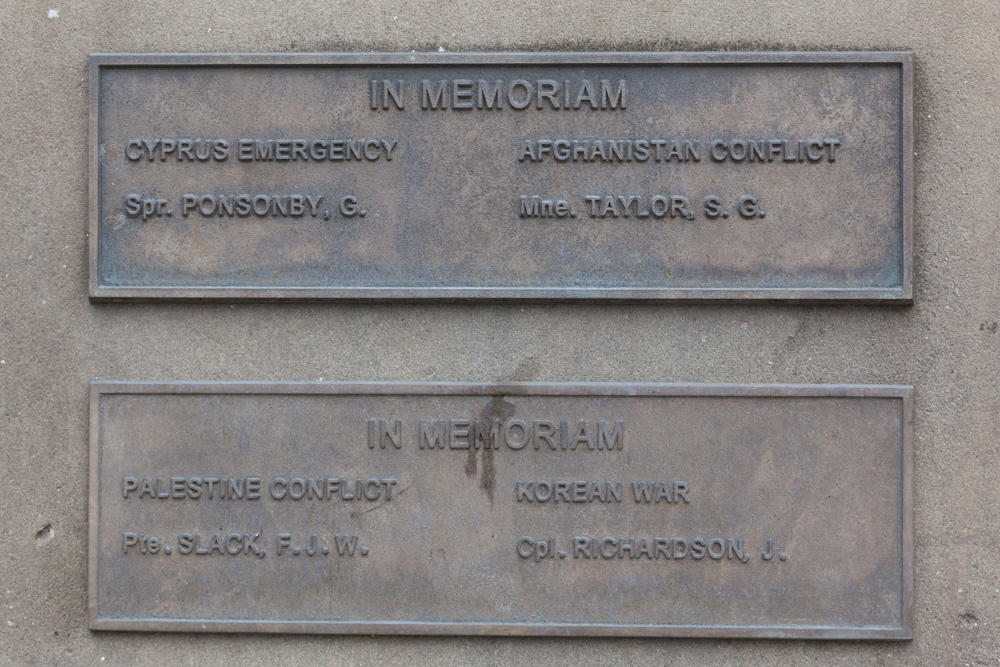 IN MEMORIAM
CYPRUS EMERGENCY AFGHANISTAN CONFLICT
Spr. PONSONBY, G. Mne. TAYLOR, S. G.
IN MEMORIAM
PALESTINE CONFLICT KOREAN WAR
Pte. SLACK, F. J. W. Cpl. RICHARDSON, J.